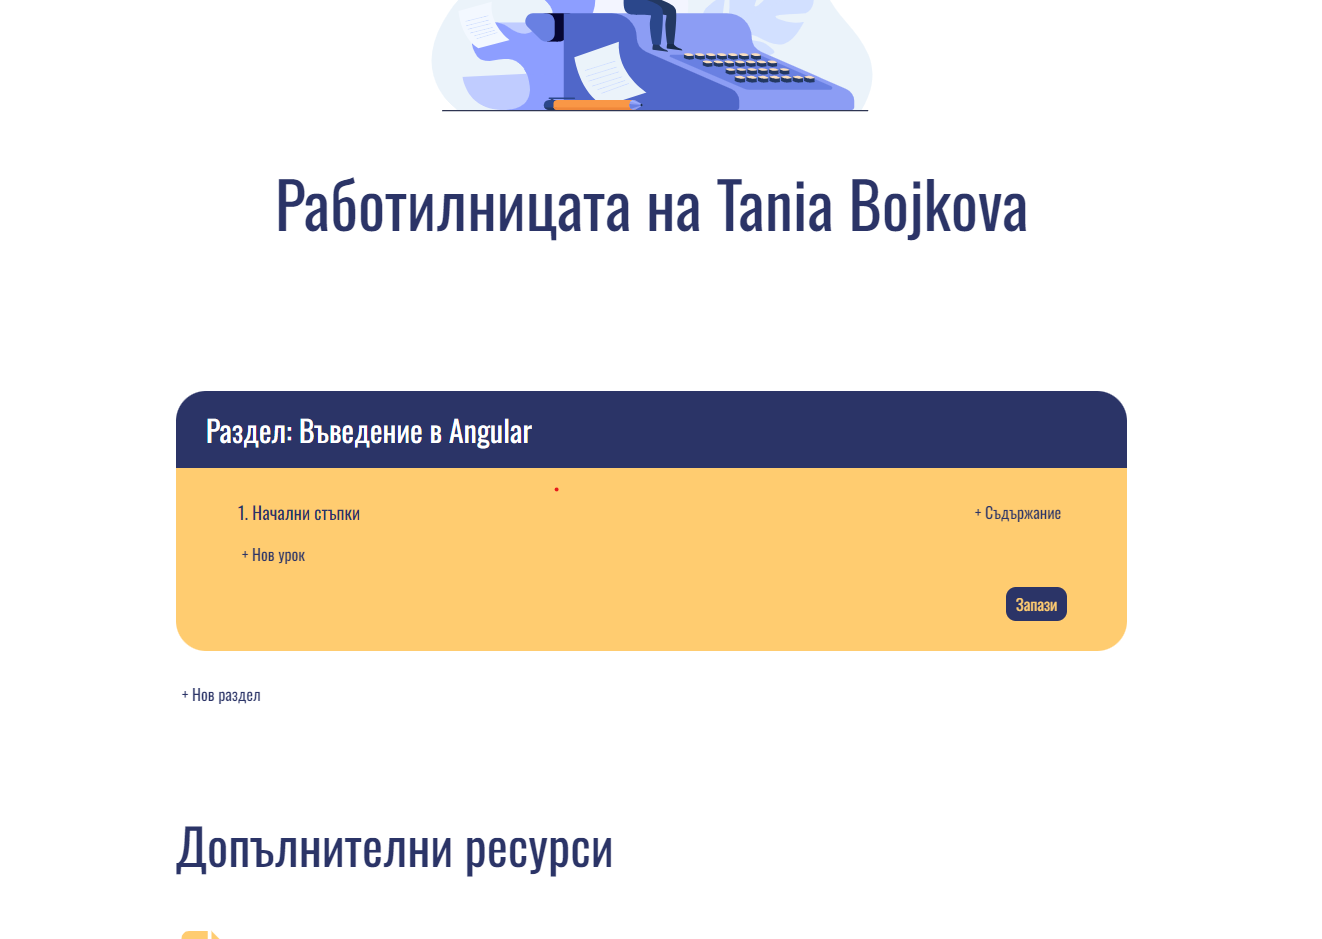 Работилницата на Tania Bojkova
Раздел: Въведение в Angular
1. Начални стъпки
+ Съдържание
+ Нов урок
Запази
+ Нов раздел
Допълнителни ресурси